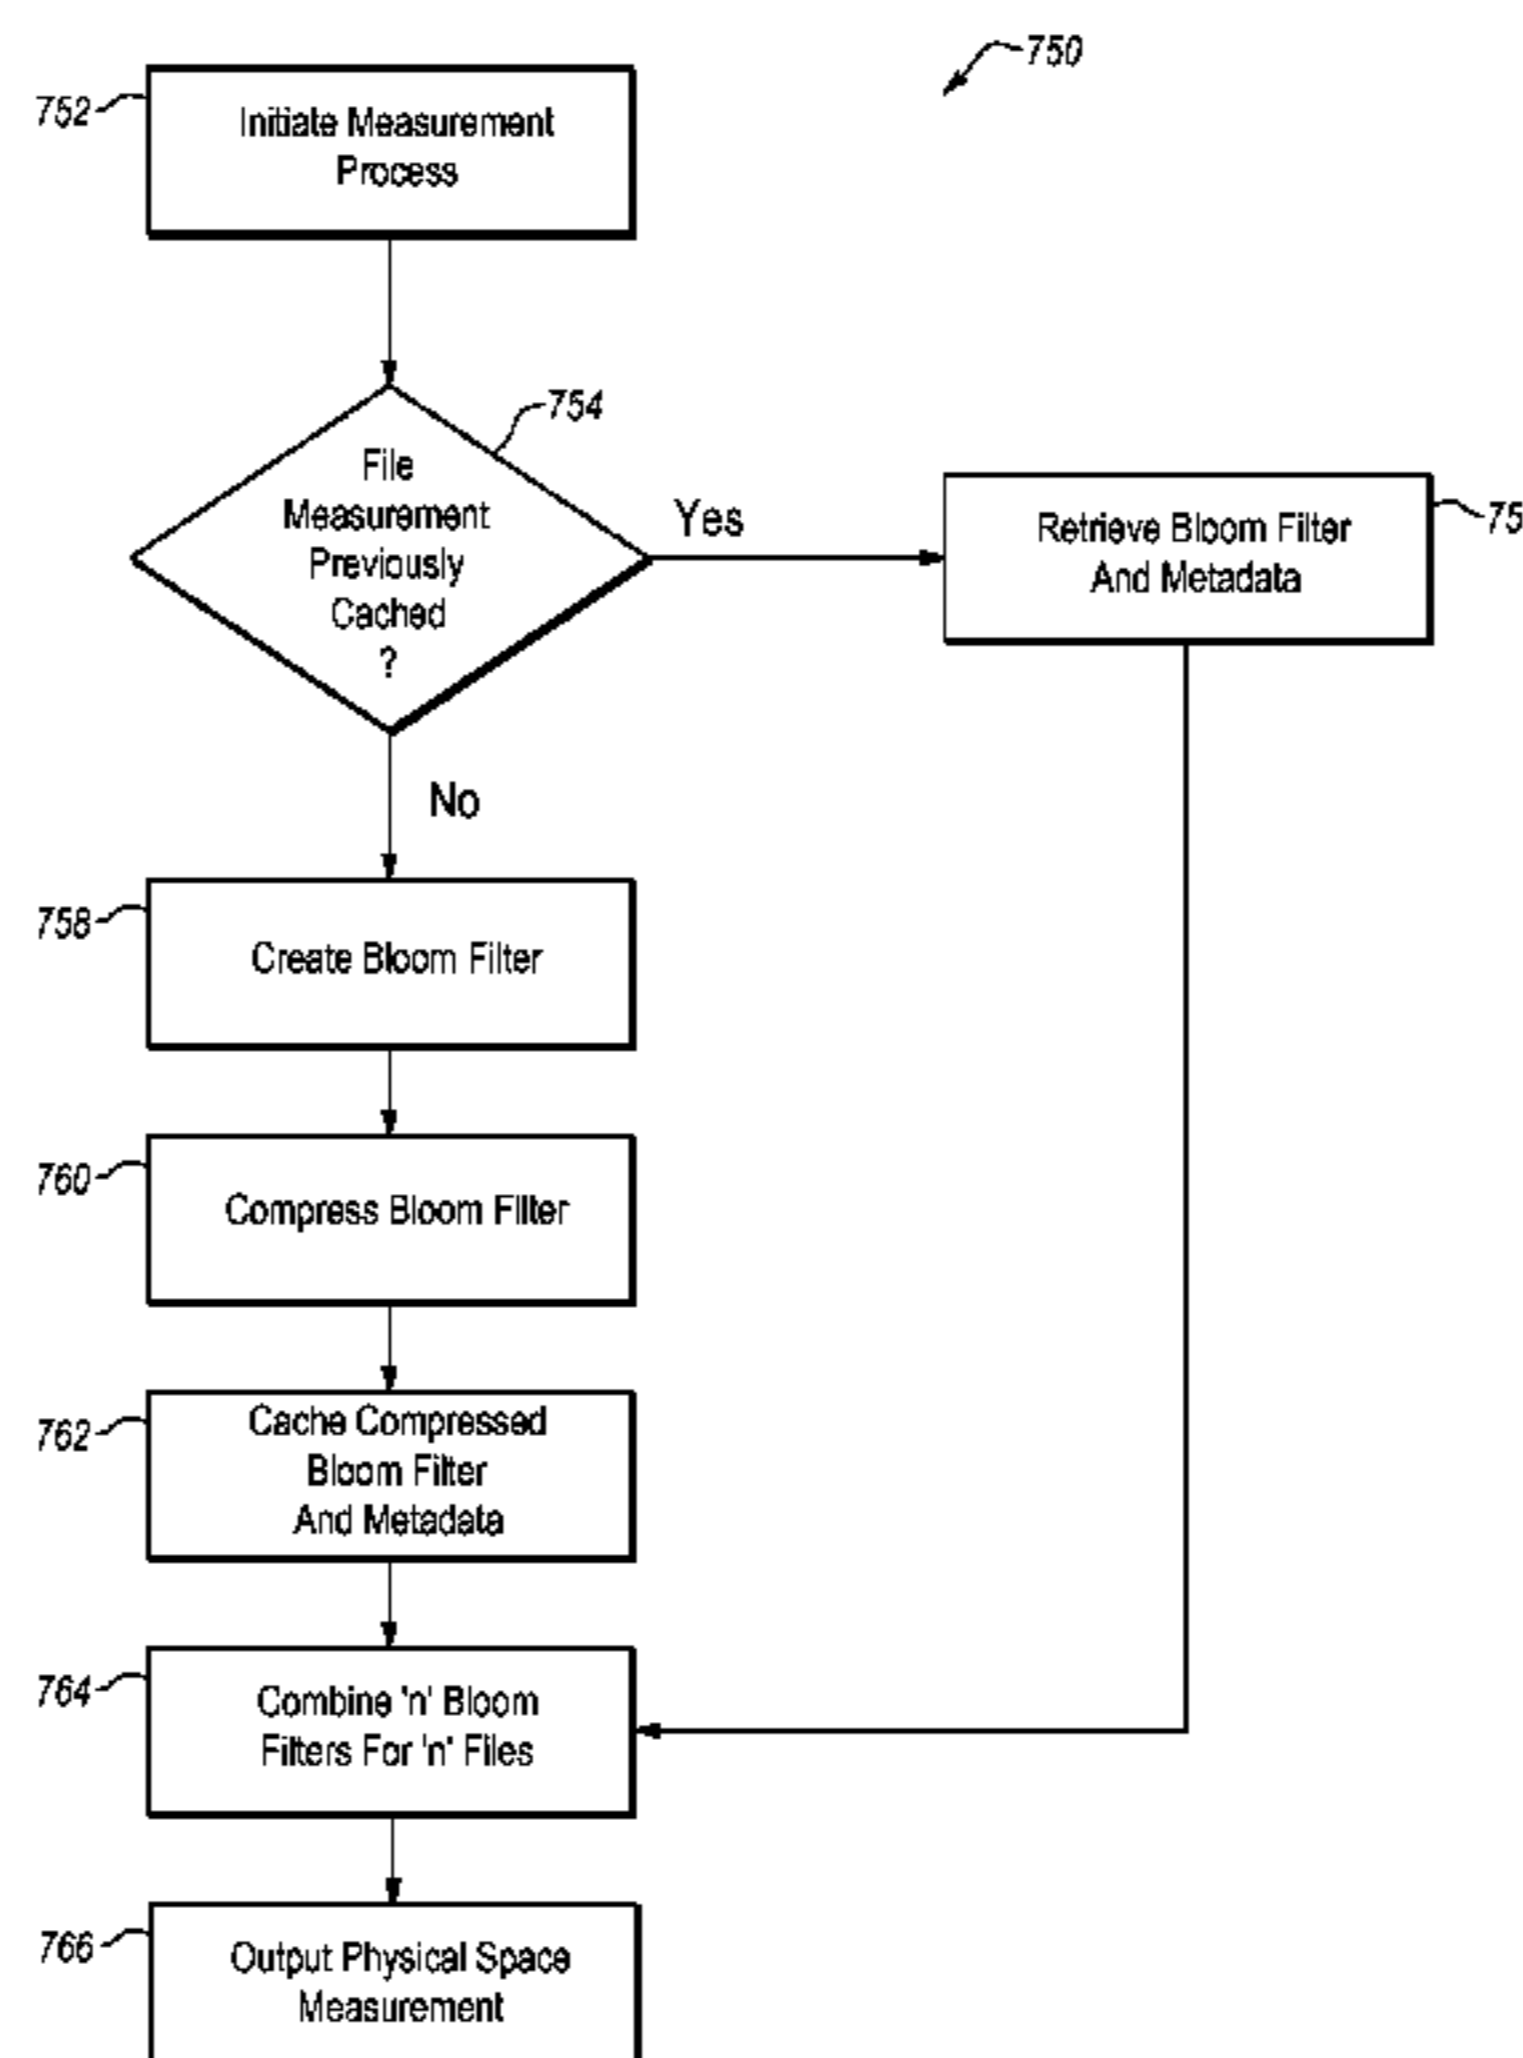 750
752
Initiate Measurement
Process
754
File
Measurement
Previously
Cached
?
Yes
Retrieve Bloom Filter
And Metadata
75
No
758
Create Bloom Filter
760
Compress Bloom Filter
762
Cache Compressed
Bloom Filter
And Metadata
764
Combine 'n' Bloom
Filters For 'n' Files
766
Output Physical Space
Measurement